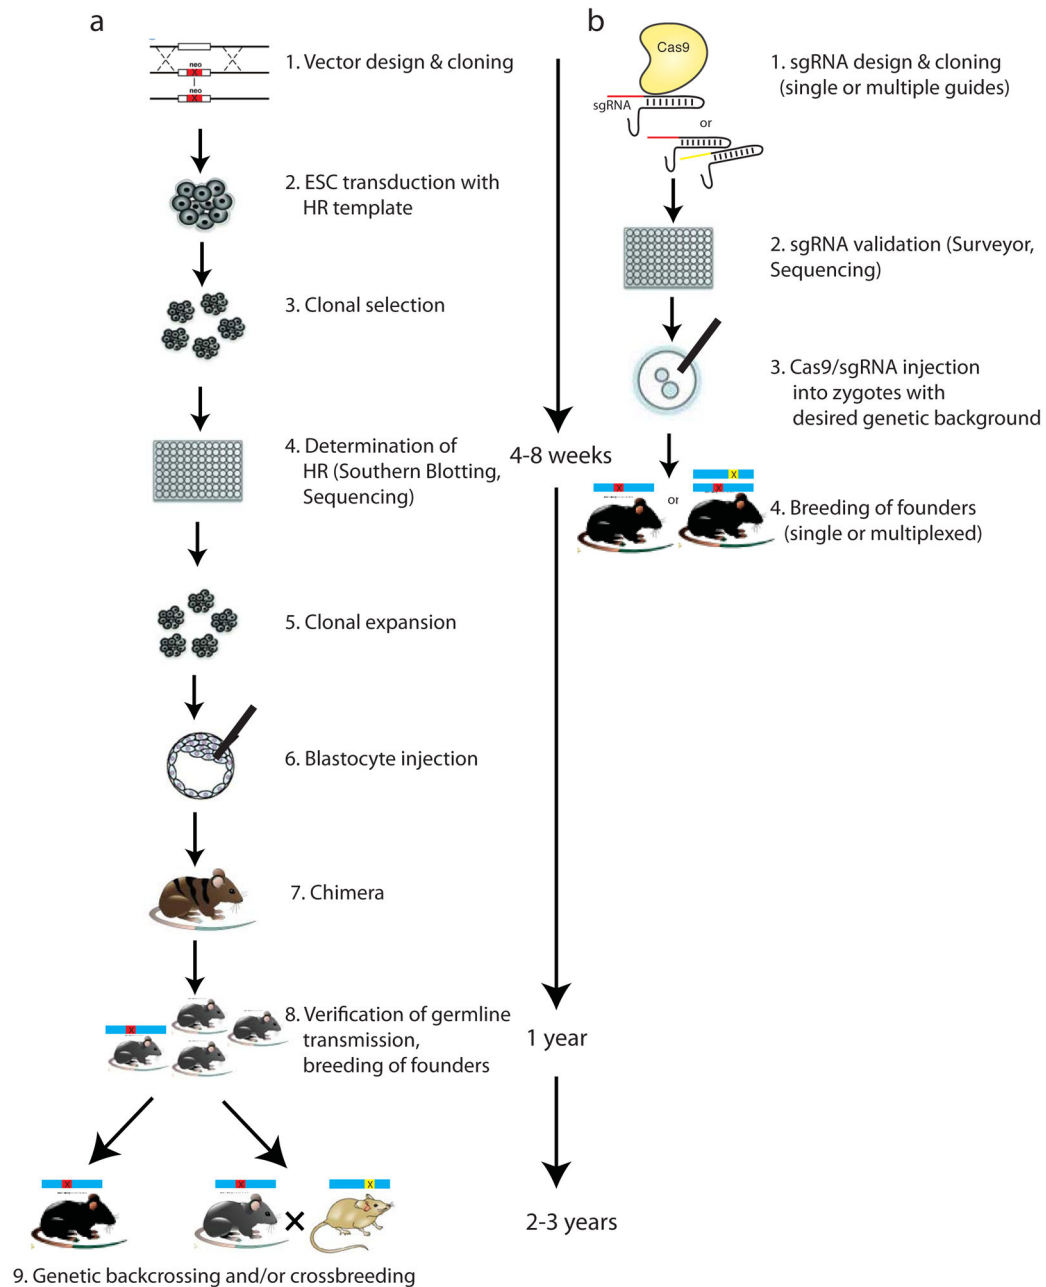 a
neo
X
neo
X
1. Vector design & cloning
2. ESC transduction with
HR template
3. Clonal selection
4. Determination of
HR (Southern Blotting,
Sequencing)
5. Clonal expansion
6. Blastocyte injection
7. Chimera
8. Verification of germline
transmission,
breeding of founders
X
X
X
X
×
9. Genetic backcrossing and/or crossbreeding
4-8 weeks
1 year
2-3 years
b
Cas9
sgRNA
or
1. sgRNA design & cloning
(single or multiple guides)
2. sgRNA validation (Surveyor,
Sequencing)
3. Cas9/sgRNA injection
into zygotes with
desired genetic background
X
or
X
X
4. Breeding of founders
(single or multiplexed)